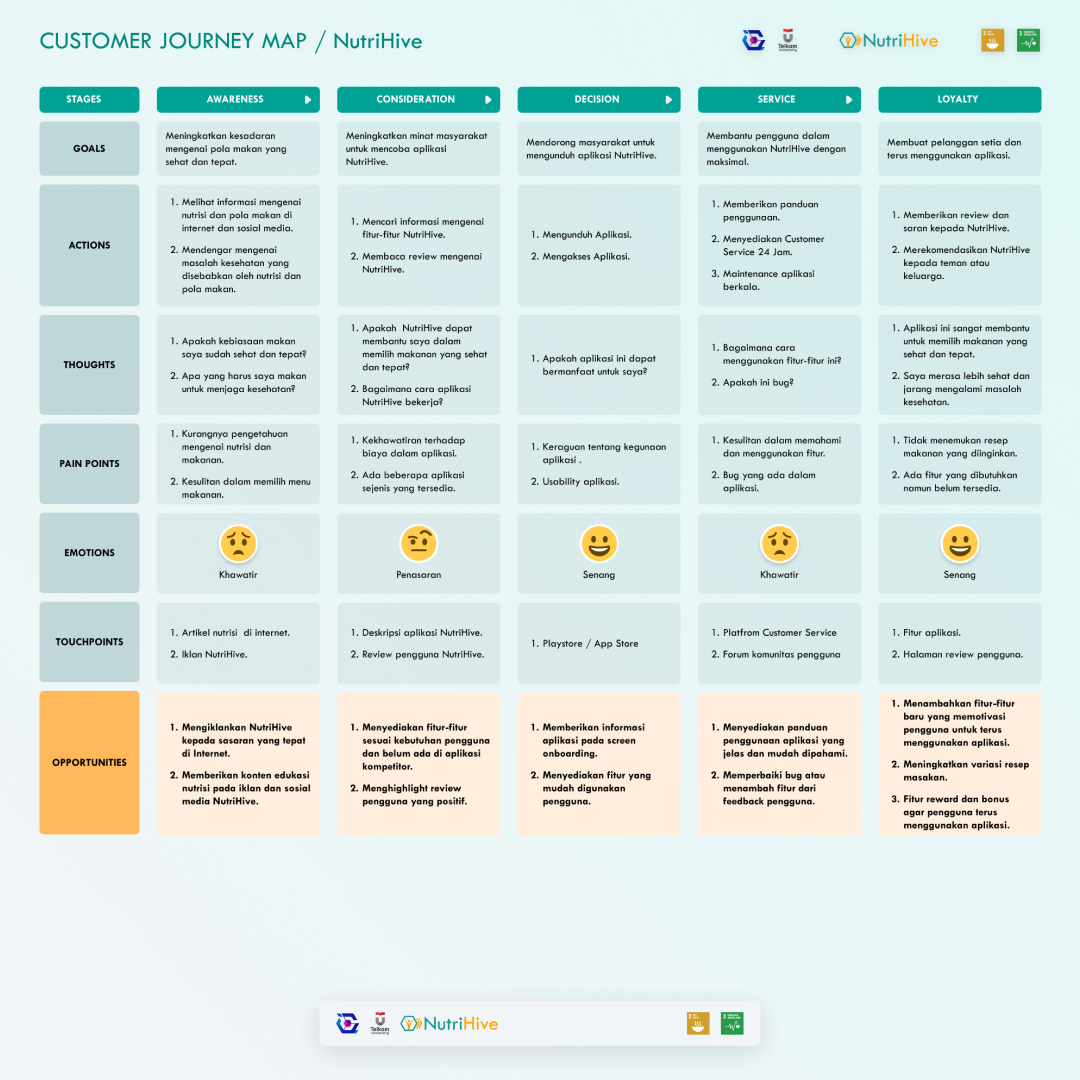 CUSTOMER JOURNEY MAP / NutriHive
Telkom
University
NutriHive
STAGES
AWARENESS
CONSIDERATION
DECISION
SERVICE
LOYALTY
GOALS
Meningkatkan kesadaran
mengenai pola makan yang
sehat dan tepat.
Meningkatkan minat masyarakat
untuk mencoba aplikasi
NutriHive.
Mendorong masyarakat untuk
mengunduh aplikasi NutriHive.
Membantu pengguna dalam
menggunakan NutriHive dengan
maksimal.
Membuat pelanggan setia dan
terus menggunakan aplikasi.
ACTIONS
1. Melihat informasi mengenai
nutrisi dan pola makan di
internet dan sosial media.
2. Mendengar mengenai
masalah kesehatan yang
disebabkan oleh nutrisi dan
pola makan.
1. Mencari informasi mengenai
fitur-fitur NutriHive.
2. Membaca review mengenai
NutriHive.
1. Mengunduh Aplikasi.
2. Mengakses Aplikasi.
1. Memberikan panduan
penggunaan.
2. Menyediakan Customer
Service 24 Jam.
3. Maintenance aplikasi
berkala.
1. Memberikan review dan
saran kepada NutriHive.
2. Merekomendasikan NutriHive
kepada teman atau
keluarga.
THOUGHTS
1. Apakah kebiasaan makan
saya sudah sehat dan tepat?
2. Apa yang harus saya makan
untuk menjaga kesehatan?
1. Apakah  NutriHive dapat
membantu saya dalam
memilih makanan yang sehat
dan tepat?
2. Bagaimana cara aplikasi
NutriHive bekerja?
1. Apakah aplikasi ini dapat
bermanfaat untuk saya?
1. Bagaimana cara
menggunakan fitur-fitur ini?
2. Apakah ini bug?
1. Aplikasi ini sangat membantu
untuk memilih makanan yang
sehat dan tepat.
2. Saya merasa lebih sehat dan
jarang mengalami masalah
kesehatan.
PAIN POINTS
1. Kurangnya pengetahuan
mengenai nutrisi dan
makanan.
2. Kesulitan dalam memilih menu
makanan.
1. Kekhawatiran terhadap
biaya dalam aplikasi.
2. Ada beberapa aplikasi
sejenis yang tersedia.
1. Keraguan tentang kegunaan
aplikasi .
2. Usability aplikasi.
1. Kesulitan dalam memahami
dan menggunakan fitur.
2. Bug yang ada dalam
aplikasi.
1. Tidak menemukan resep
makanan yang diinginkan.
2. Ada fitur yang dibutuhkan
namun belum tersedia.
EMOTIONS
Khawatir
Penasaran
Senang
Khawatir
Senang
TOUCHPOINTS
1. Artikel nutrisi  di internet.
2. Iklan NutriHive.
1. Deskripsi aplikasi NutriHive.
2. Review pengguna NutriHive.
1. Playstore / App Store
1. Platfrom Customer Service
2. Forum komunitas pengguna
1. Fitur aplikasi.
2. Halaman review pengguna.
OPPORTUNITIES
1. Mengiklankan NutriHive
kepada sasaran yang tepat
di Internet.
2. Memberikan konten edukasi
nutrisi pada iklan dan sosial
media NutriHive.
1. Menyediakan fitur-fitur
sesuai kebutuhan pengguna
dan belum ada di aplikasi
kompetitor.
2. Menghighlight review
pengguna yang positif.
1. Memberikan informasi
aplikasi pada screen
onboarding.
2. Menyediakan fitur yang
mudah digunakan
pengguna.
1. Menyediakan panduan
penggunaan aplikasi yang
jelas dan mudah dipahami.
2. Memperbaiki bug atau
menambah fitur dari
feedback pengguna.
1. Menambahkan fitur-fitur
baru yang memotivasi
pengguna untuk terus
menggunakan aplikasi.
2. Meningkatkan variasi resep
masakan.
3. Fitur reward dan bonus
agar pengguna terus
menggunakan aplikasi.
Telkom
University
NutriHive